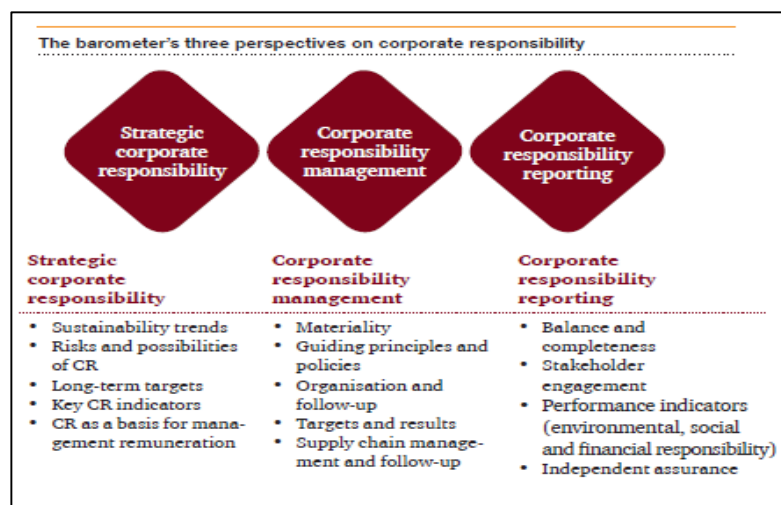 The barometer's three perspectives on corporate responsibility
Strategic
corporate
responsibility
Corporate
responsibility
management
Corporate
responsibility
reporting
Strategic
corporate
responsibility
• Sustainability trends
• Risks and possibilities
of CR
• Long-term targets
• Key CR indicators
• CR as a basis for mana-
gement remuneration
Corporate
responsibility
management
• Materiality
• Guiding principles and
policies
• Organisation and
follow-up
• Targets and results
• Supply chain manage-
ment and follow-up
Corporate
responsibility
reporting
• Balance and
completeness
• Stakeholder
engagement
• Performance indicators
(environmental, social
and financial responsibility)
• Independent assurance